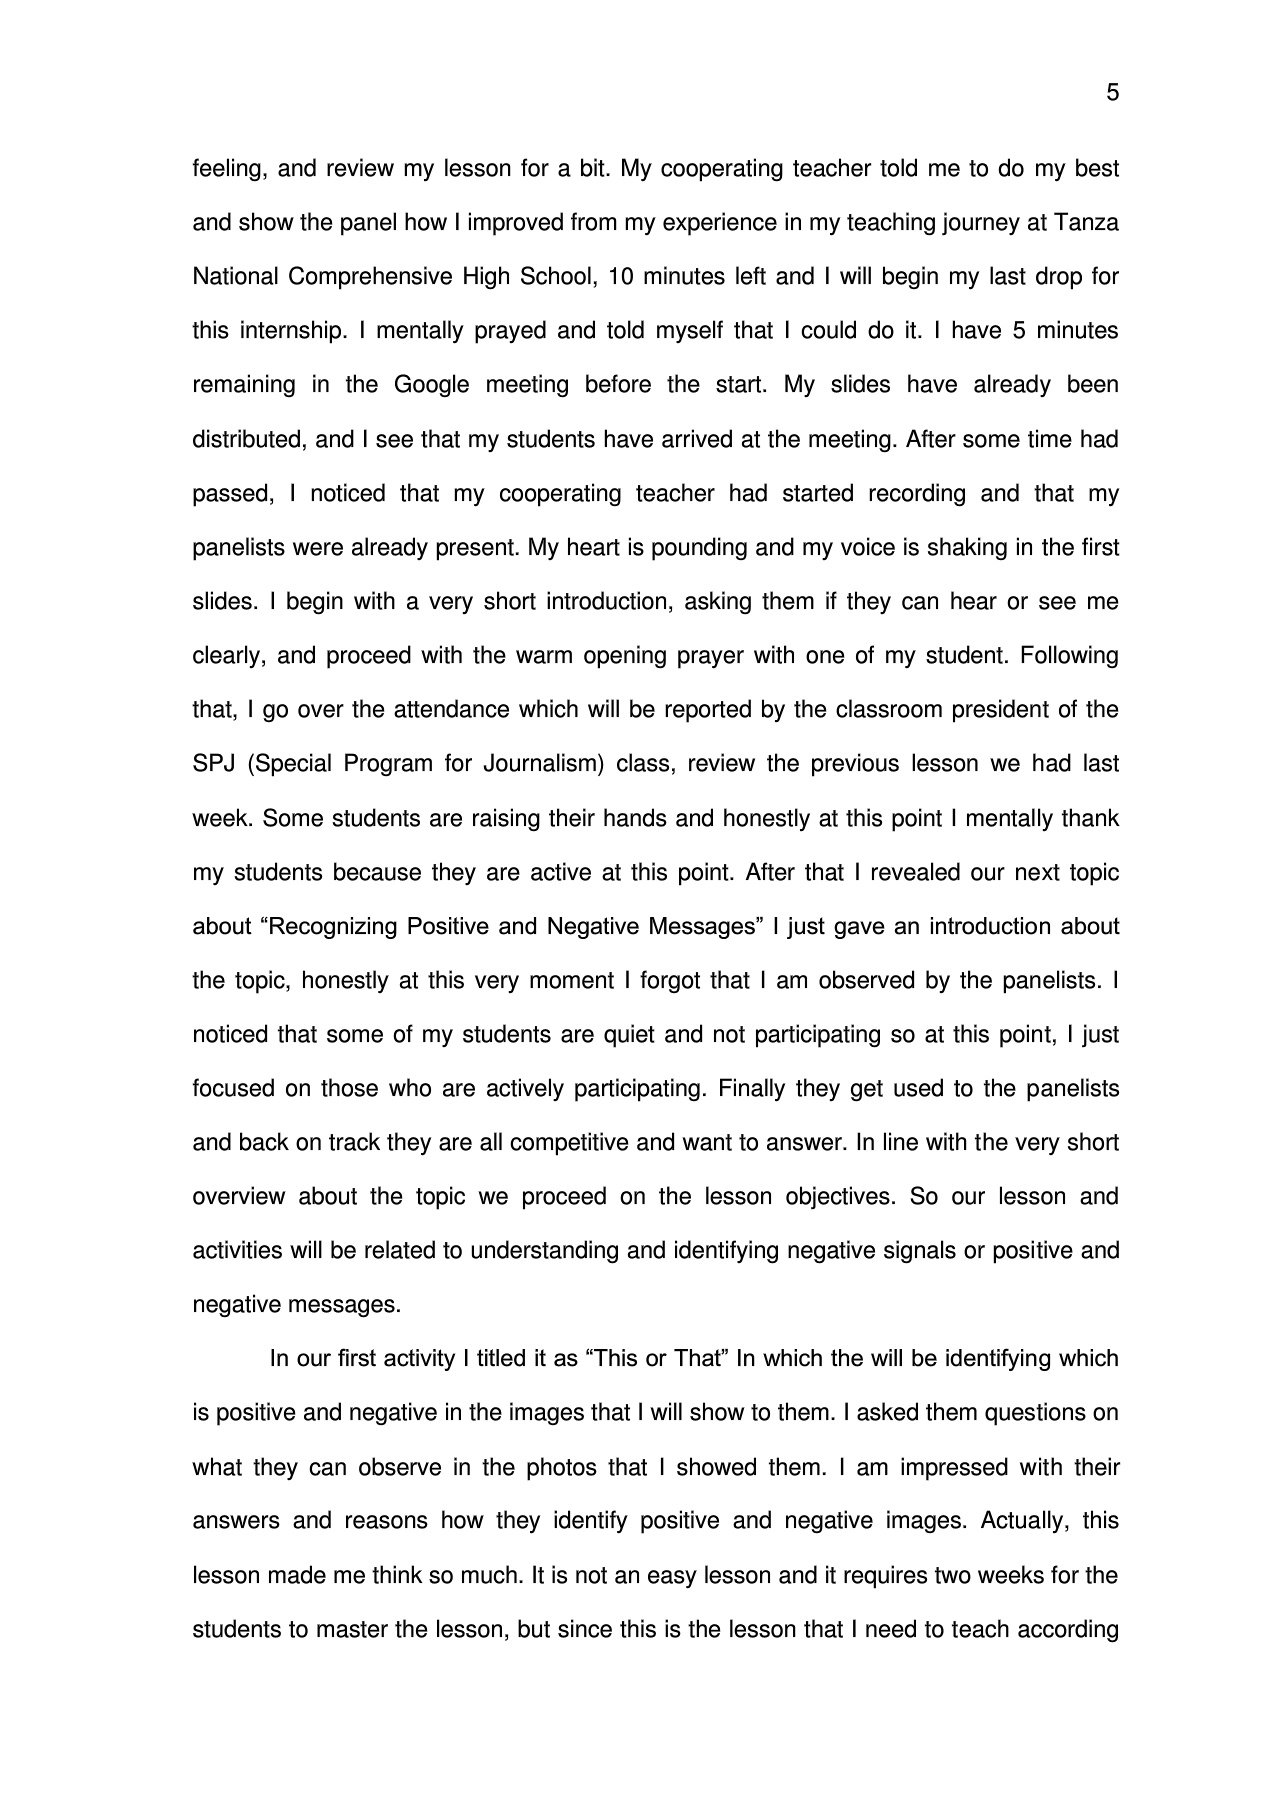 5
feeling, and review my lesson for a bit. My cooperating teacher told me to do my best
and show the panel how I improved from my experience in my teaching journey at Tanza
National Comprehensive High School, 10 minutes left and I will begin my last drop for
this internship. I mentally prayed and told myself that I could do it. I have 5 minutes
remaining in the Google meeting before the start. My slides have already been
distributed, and I see that my students have arrived at the meeting. After some time had
passed, I noticed that my cooperating teacher had started recording and that my
panelists were already present. My heart is pounding and my voice is shaking in the first
slides. I begin with a very short introduction, asking them if they can hear or see me
clearly, and proceed with the warm opening prayer with one of my student. Following
that, I go over the attendance which will be reported by the classroom president of the
SPJ (Special Program for Journalism) class, review the previous lesson we had last
week. Some students are raising their hands and honestly at this point I mentally thank
my students because they are active at this point. After that I revealed our next topic
about “Recognizing Positive and Negative Messages” I just gave an introduction about
the topic, honestly at this very moment I forgot that I am observed by the panelists. I
noticed that some of my students are quiet and not participating so at this point, I just
focused on those who are actively participating. Finally they get used to the panelists
and back on track they are all competitive and want to answer. In line with the very short
overview about the topic we proceed on the lesson objectives. So our lesson and
activities will be related to understanding and identifying negative signals or positive and
negative messages.
In our first activity I titled it as “This or That” In which the will be identifying which
is positive and negative in the images that I will show to them. I asked them questions on
what they can observe in the photos that I showed them. I am impressed with their
answers and reasons how they identify positive and negative images. Actually, this
lesson made me think so much. It is not an easy lesson and it requires two weeks for the
students to master the lesson, but since this is the lesson that I need to teach according